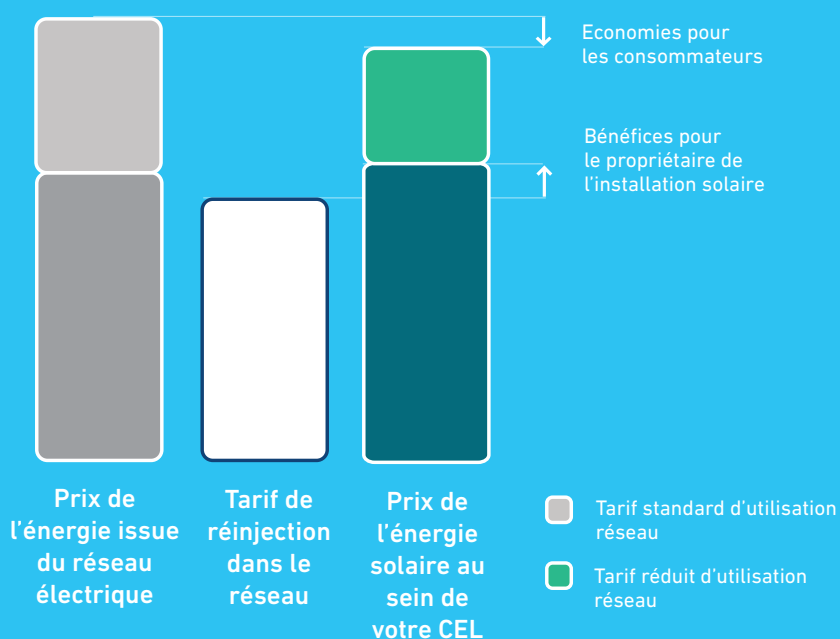 Economies pour
les consommateurs
Bénéfices pour
le propriétaire de
l'installation solaire
Prix de
l'énergie issue
du réseau
électrique
Tarif de
réinjection
dans le
réseau
Prix de
l'énergie
solaire au
sein de
votre CEL
Tarif standard d'utilisation
réseau
Tarif réduit d'utilisation
réseau